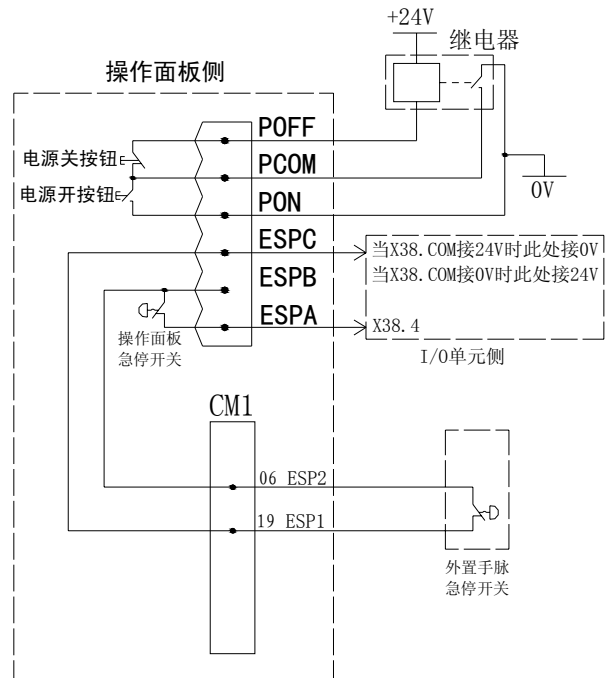 +24V
继电器
操作面板侧
POFF
电源关按钮
PCOM
电源开按钮
PON
0V
ESPC
当X38.COM接24V时此处接0V
当X38.COM接0V时此处接24V
ESPB
ESPA
X38.4
操作面板
急停开关
I/O单元侧
CM1
06 ESP2
19 ESP1
外置手脉
急停开关